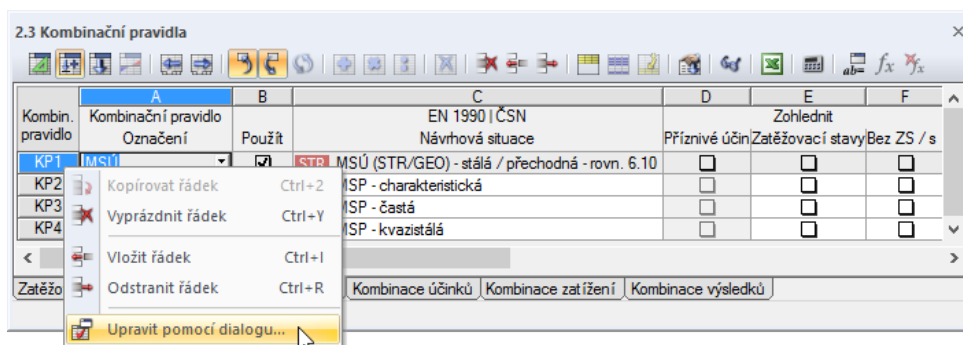 2.3 Kombinační pravidla
A B C D E F
Kombin. Kombinační pravidlo EN 1990 | ČSN Zohlednit
pravidlo Označení Použít Návrhová situace Příznivé účin Zatěžovací stavy Bez ZS / s
KP1 MSÚ STR MSÚ (STR/GEO) - stálá / přechodná - rovn. 6.10
KP2 Kopírovat řádek Ctrl+2 MSP - charakteristická
KP3 Vyprázdnit řádek Ctrl+Y MSP - častá
KP4 MSP - kvazistálá
Vložit řádek Ctrl+I
Zatěžo Odstranit řádek Ctrl+R Kombinace účinků Kombinace zatížení Kombinace výsledků
Upravit pomocí dialogu...